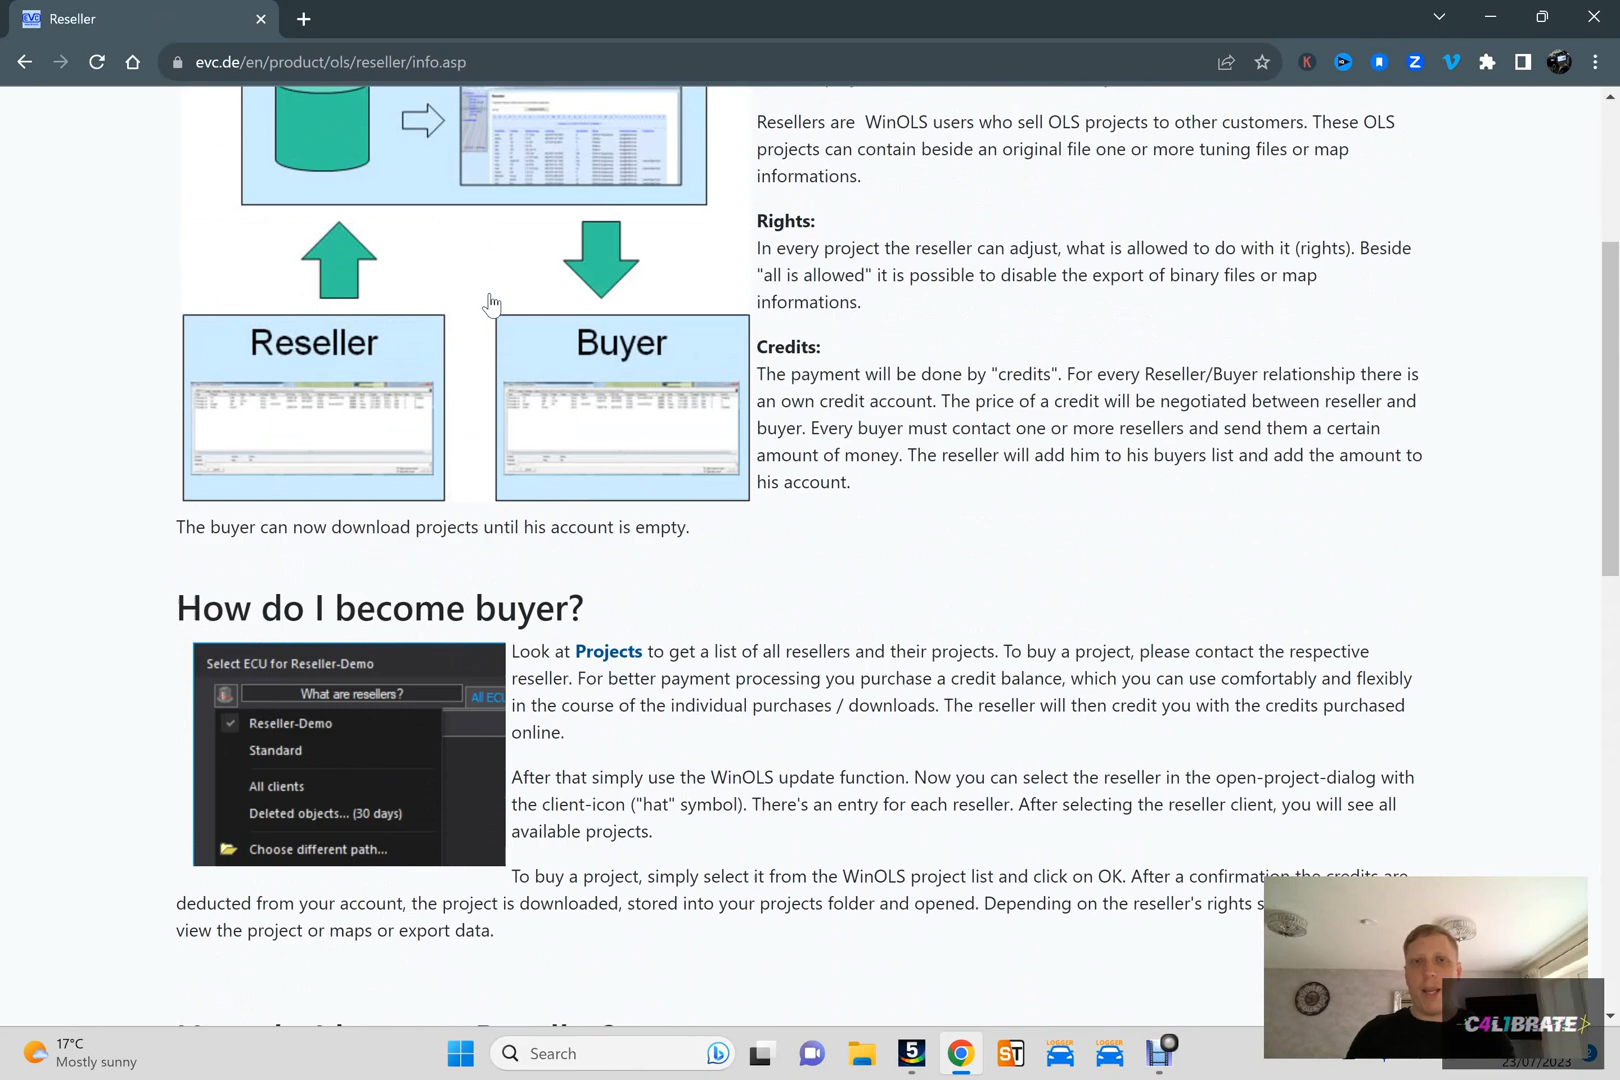 Reseller
evc.de/en/product/ols/reseller/info.asp
Resellers are WinOLS users who sell OLS projects to other customers. These OLS
projects can contain beside an original file one or more tuning files or map
informations.
Rights:
In every project the reseller can adjust, what is allowed to do with it (rights). Beside
"all is allowed" it is possible to disable the export of binary files or map
informations.
Reseller
Buyer
Credits:
The payment will be done by "credits". For every Reseller/Buyer relationship there is
an own credit account. The price of a credit will be negotiated between reseller and
buyer. Every buyer must contact one or more resellers and send them a certain
amount of money. The reseller will add him to his buyers list and add the amount to
his account.
The buyer can now download projects until his account is empty.
How do I become buyer?
Select ECU for Reseller-Demo
What are resellers?
Reseller-Demo
Standard
All clients
Deleted objects... (30 days)
Choose different path...
Look at Projects to get a list of all resellers and their projects. To buy a project, please contact the respective
reseller. For better payment processing you purchase a credit balance, which you can use comfortably and flexibly
in the course of the individual purchases / downloads. The reseller will then credit you with the credits purchased
online.
After that simply use the WinOLS update function. Now you can select the reseller in the open-project-dialog with
the client-icon ("hat" symbol). There's an entry for each reseller. After selecting the reseller client, you will see all
available projects.
To buy a project, simply select it from the WinOLS project list and click on OK. After a confirmation the credits are
deducted from your account, the project is downloaded, stored into your projects folder and opened. Depending on the reseller's rights
view the project or maps or export data.
C4L1BRATE
17°C
Mostly sunny
Search
5
LOGGER
LOGGER
ST
23/07/2023